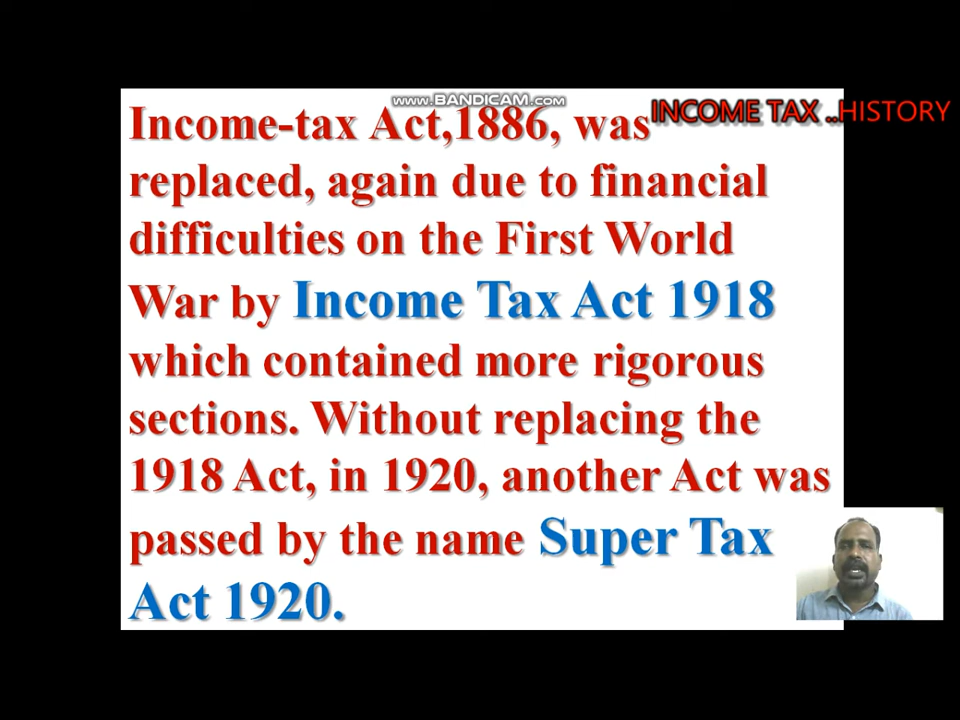 www.BANDICAM.com
INCOME TAX ..HISTORY
Income-tax Act,1886, was
replaced, again due to financial
difficulties on the First World
War by Income Tax Act 1918
which contained more rigorous
sections. Without replacing the
1918 Act, in 1920, another Act was
passed by the name Super Tax
Act 1920.